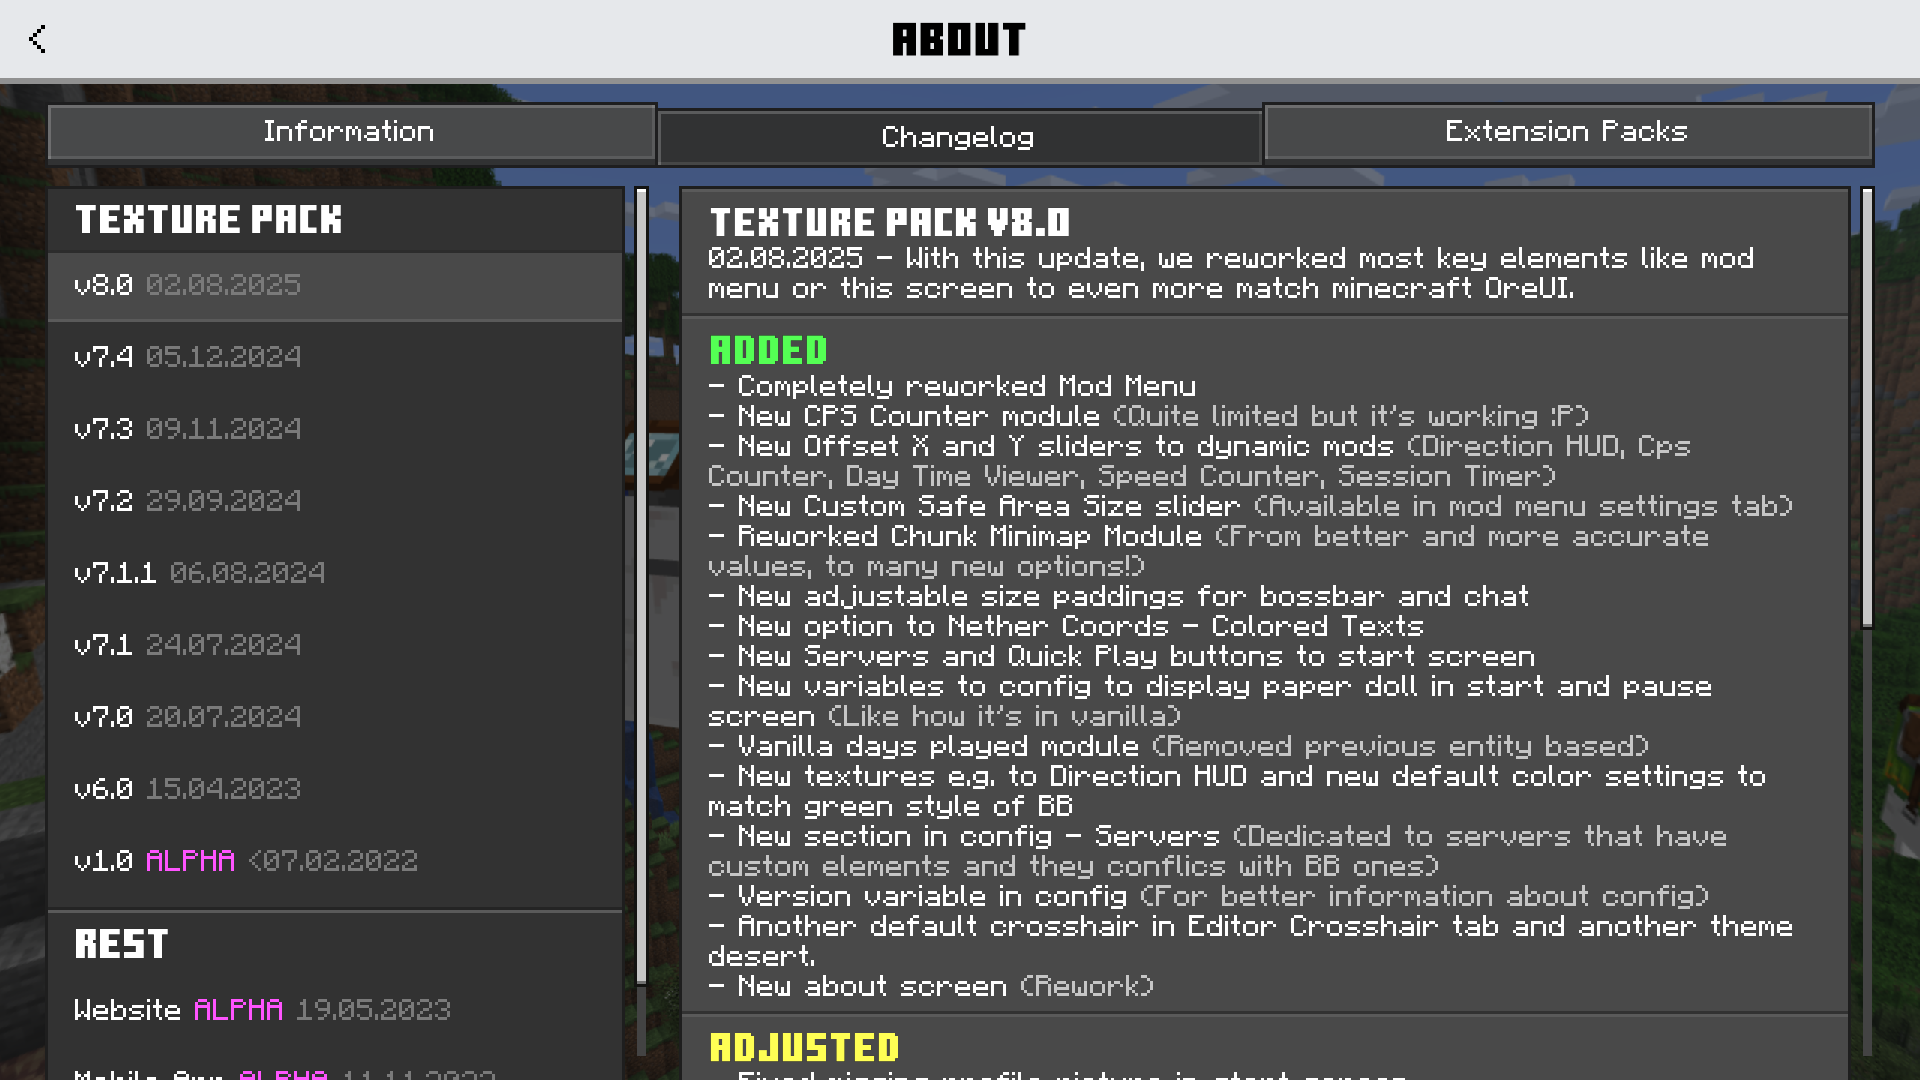 ABOUT
Information
Changelog
Extension Packs
TEXTURE PACK
v8.0 02.08.2025
v7.4 05.12.2024
v7.3 09.11.2024
v7.2 29.09.2024
v7.1.1 06.08.2024
v7.1 24.07.2024
v7.0 20.07.2024
v6.0 15.04.2023
v1.0 ALPHA <07.02.2022
REST
Website ALPHA 19.05.2023
Mobile App ALPHA 11.11.2022
TEXTURE PACK V8.0
02.08.2025 - With this update, we reworked most key elements like mod
menu or this screen to even more match minecraft OreUI.
ADDED
- Completely reworked Mod Menu
- New CPS Counter module (Quite limited but it's working :P)
- New Offset X and Y sliders to dynamic mods (Direction HUD, Cps
Counter, Day Time Viewer, Speed Counter, Session Timer)
- New Custom Safe Area Size slider (Available in mod menu settings tab)
- Reworked Chunk Minimap Module (From better and more accurate
values, to many new options!)
- New adjustable size paddings for bossbar and chat
- New option to Nether Coords - Colored Texts
- New Servers and Quick Play buttons to start screen
- New variables to config to display paper doll in start and pause
screen (Like how it's in vanilla)
- Vanilla days played module (Removed previous entity based)
- New textures e.g. to Direction HUD and new default color settings to
match green style of BB
- New section in config - Servers (Dedicated to servers that have
custom elements and they conflics with BB ones)
- Version variable in config (For better information about config)
- Another default crosshair in Editor Crosshair tab and another theme
desert.
- New about screen (Rework)
ADJUSTED
- Fixed missing profile picture in start screen